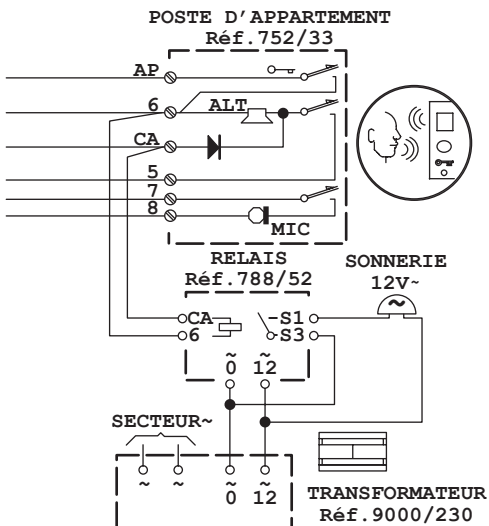 POSTE D'APPARTEMENT
Réf.752/33
AP
6
ALT
CA
5
7
8
MIC
RELAIS
Réf.788/52
SONNERIE
12V~
CA
6
S1
S3
~ ~
0 12
SECTEUR~
~ ~ ~ ~
0 12
TRANSFORMATEUR
Réf.9000/230